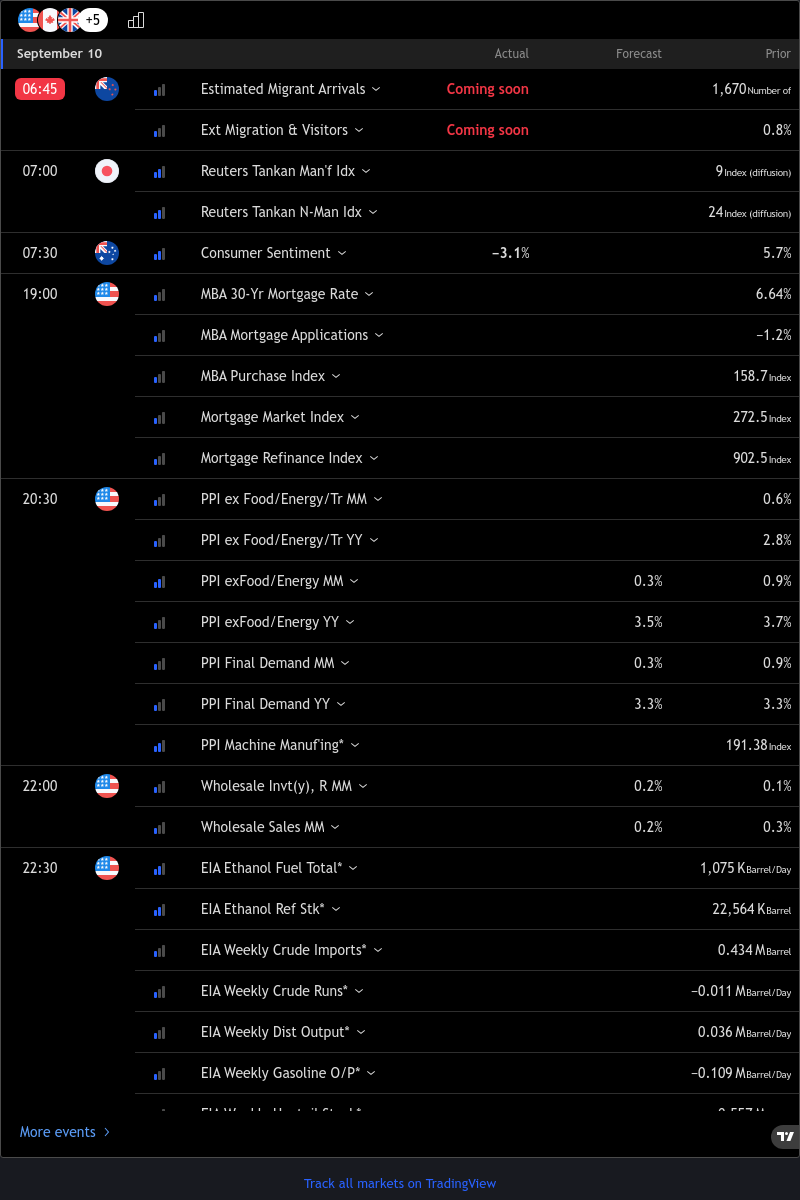 +5
September 10 Actual Forecast Prior
06:45 Estimated Migrant Arrivals Coming soon 1,670 Number of
Ext Migration & Visitors Coming soon 0.8%
07:00 Reuters Tankan Man'f Idx 9 Index (diffusion)
Reuters Tankan N-Man Idx 24 Index (diffusion)
07:30 Consumer Sentiment −3.1% 5.7%
19:00 MBA 30-Yr Mortgage Rate 6.64%
MBA Mortgage Applications −1.2%
MBA Purchase Index 158.7 Index
Mortgage Market Index 272.5 Index
Mortgage Refinance Index 902.5 Index
20:30 PPI ex Food/Energy/Tr MM 0.6%
PPI ex Food/Energy/Tr YY 2.8%
PPI exFood/Energy MM 0.3% 0.9%
PPI exFood/Energy YY 3.5% 3.7%
PPI Final Demand MM 0.3% 0.9%
PPI Final Demand YY 3.3% 3.3%
PPI Machine Manuf'ing* 191.38 Index
22:00 Wholesale Invt(y), R MM 0.2% 0.1%
Wholesale Sales MM 0.2% 0.3%
22:30 EIA Ethanol Fuel Total* 1,075 K Barrel/Day
EIA Ethanol Ref Stk* 22,564 K Barrel
EIA Weekly Crude Imports* 0.434 M Barrel
EIA Weekly Crude Runs* −0.011 M Barrel/Day
EIA Weekly Dist Output* 0.036 M Barrel/Day
EIA Weekly Gasoline O/P* −0.109 M Barrel/Day
More events
Track all markets on TradingView